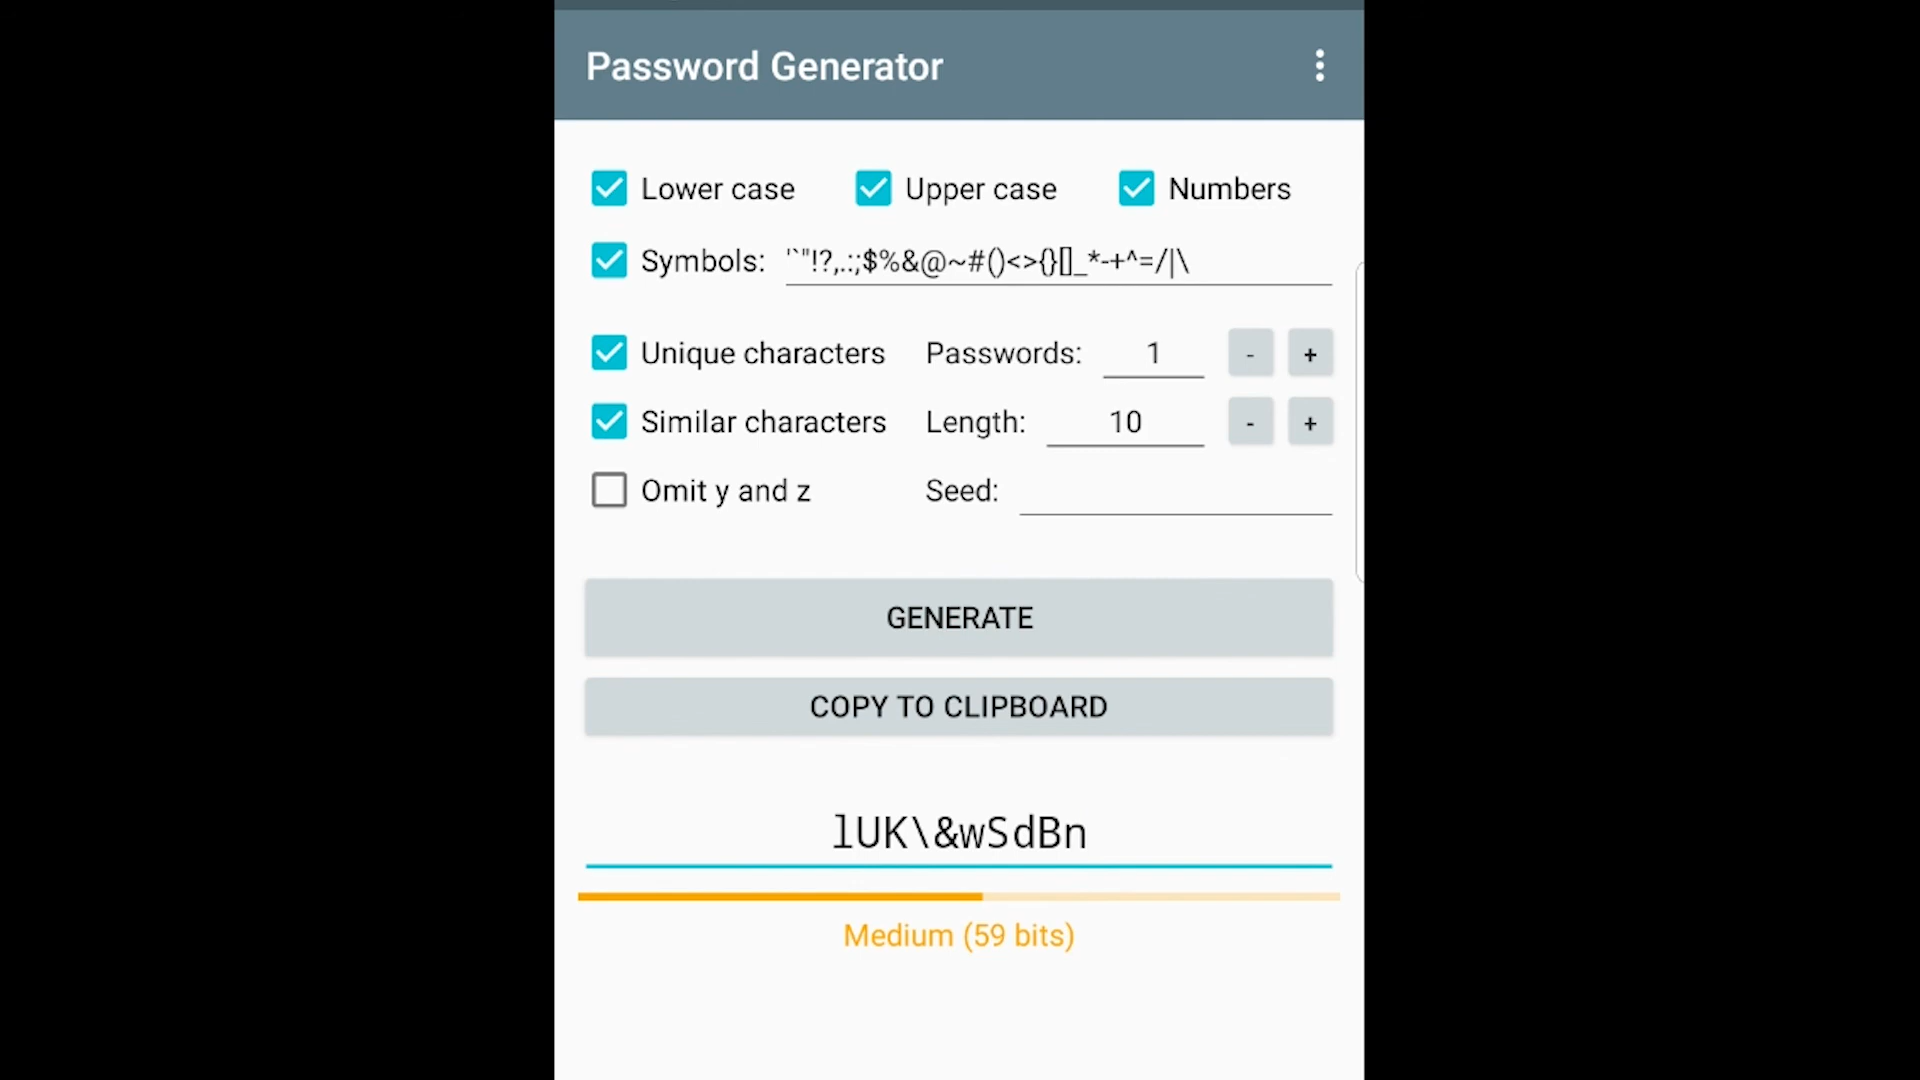 Password Generator
Lower case Upper case Numbers
Symbols: '`"!?,.:;$%&@~#()<>{}[]_*-+^=/|\
Unique characters Passwords: 1 - +
Similar characters Length: 10 - +
Omit y and z Seed:
GENERATE
COPY TO CLIPBOARD
lUK\&wSdBn
Medium (59 bits)